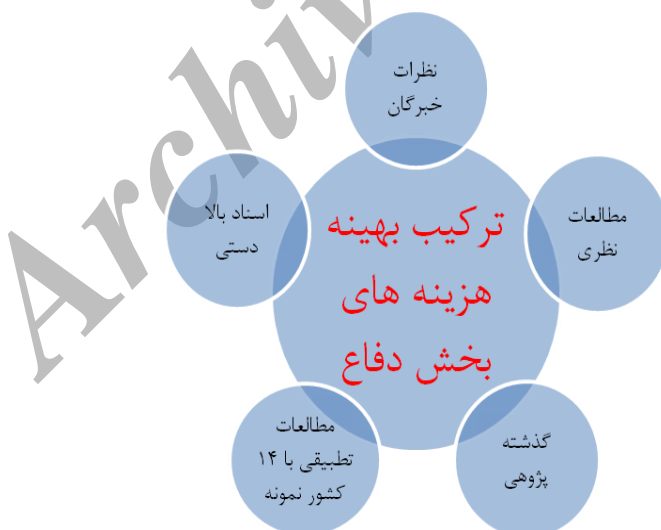 نظرات
خبرگان
مطالعات
نظری
گذشته
پژوهی
مطالعات
تطبیقی با ۱۴
کشور نمونه
اسناد بالا
دستی
ترکیب بهینه
هزینه های
بخش دفاع
Archiv